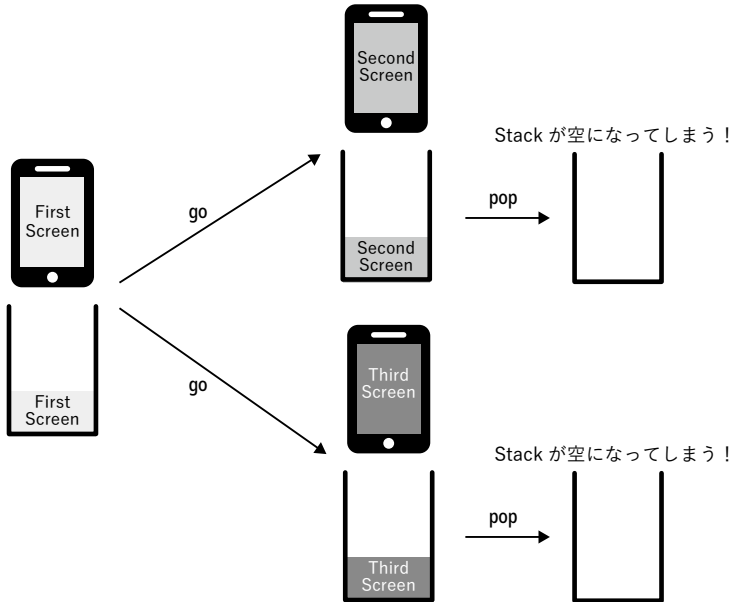 First
Screen
First
Screen
go
go
Second
Screen
Second
Screen
pop
Stack が空になってしまう！
Third
Screen
Third
Screen
pop
Stack が空になってしまう！